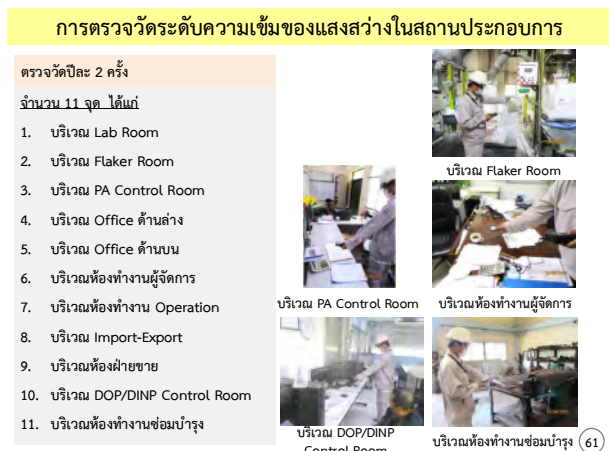 การตรวจวัดระดับความเข้มของแสงสว่างในสถานประกอบการ
ตรวจวัดปีละ 2 ครั้ง
จำนวน 11 จุด ได้แก่
1. บริเวณ Lab Room
2. บริเวณ Flaker Room
3. บริเวณ PA Control Room
4. บริเวณ Office ด้านล่าง
5. บริเวณ Office ด้านบน
6. บริเวณห้องทำงานผู้จัดการ
7. บริเวณห้องทำงาน Operation
8. บริเวณ Import-Export
9. บริเวณห้องฝ่ายขาย
10. บริเวณ DOP/DINP Control Room
11. บริเวณห้องทำงานซ่อมบำรุง
บริเวณ Flaker Room
บริเวณ PA Control Room
บริเวณห้องทำงานผู้จัดการ
บริเวณ DOP/DINP
Control Room
บริเวณห้องทำงานซ่อมบำรุง
61